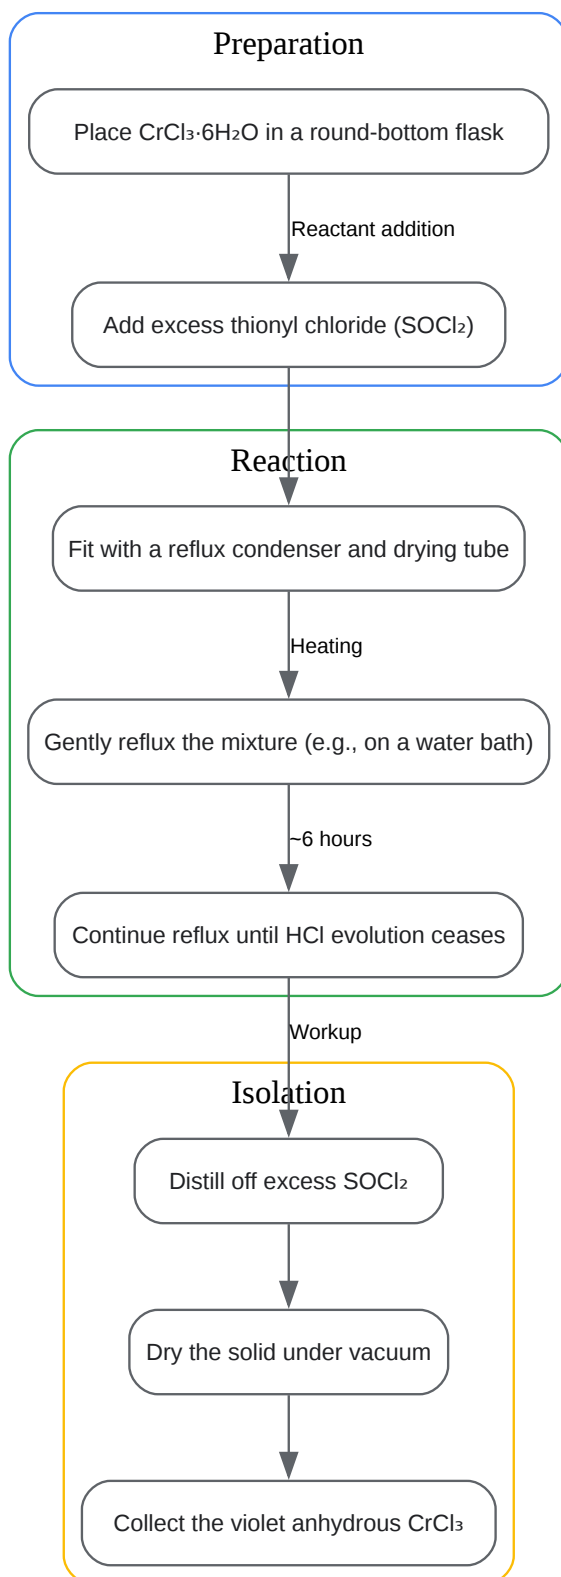 Preparation
Place CrCl₃·6H₂O in a round-bottom flask
Reactant addition
Add excess thionyl chloride (SOCl₂)
Reaction
Fit with a reflux condenser and drying tube
Heating
Gently reflux the mixture (e.g., on a water bath)
~6 hours
Continue reflux until HCl evolution ceases
Workup
Isolation
Distill off excess SOCl₂
Dry the solid under vacuum
Collect the violet anhydrous CrCl₃